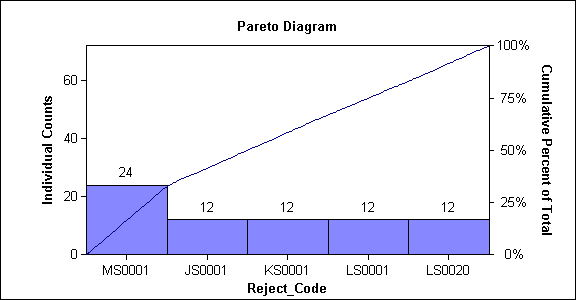 Pareto Diagram
Individual Counts
60
40
20
0
24
12
12
12
12
100%
75%
50%
25%
0%
Cumulative Percent of Total
MS0001 JS0001 KS0001 LS0001 LS0020
Reject_Code